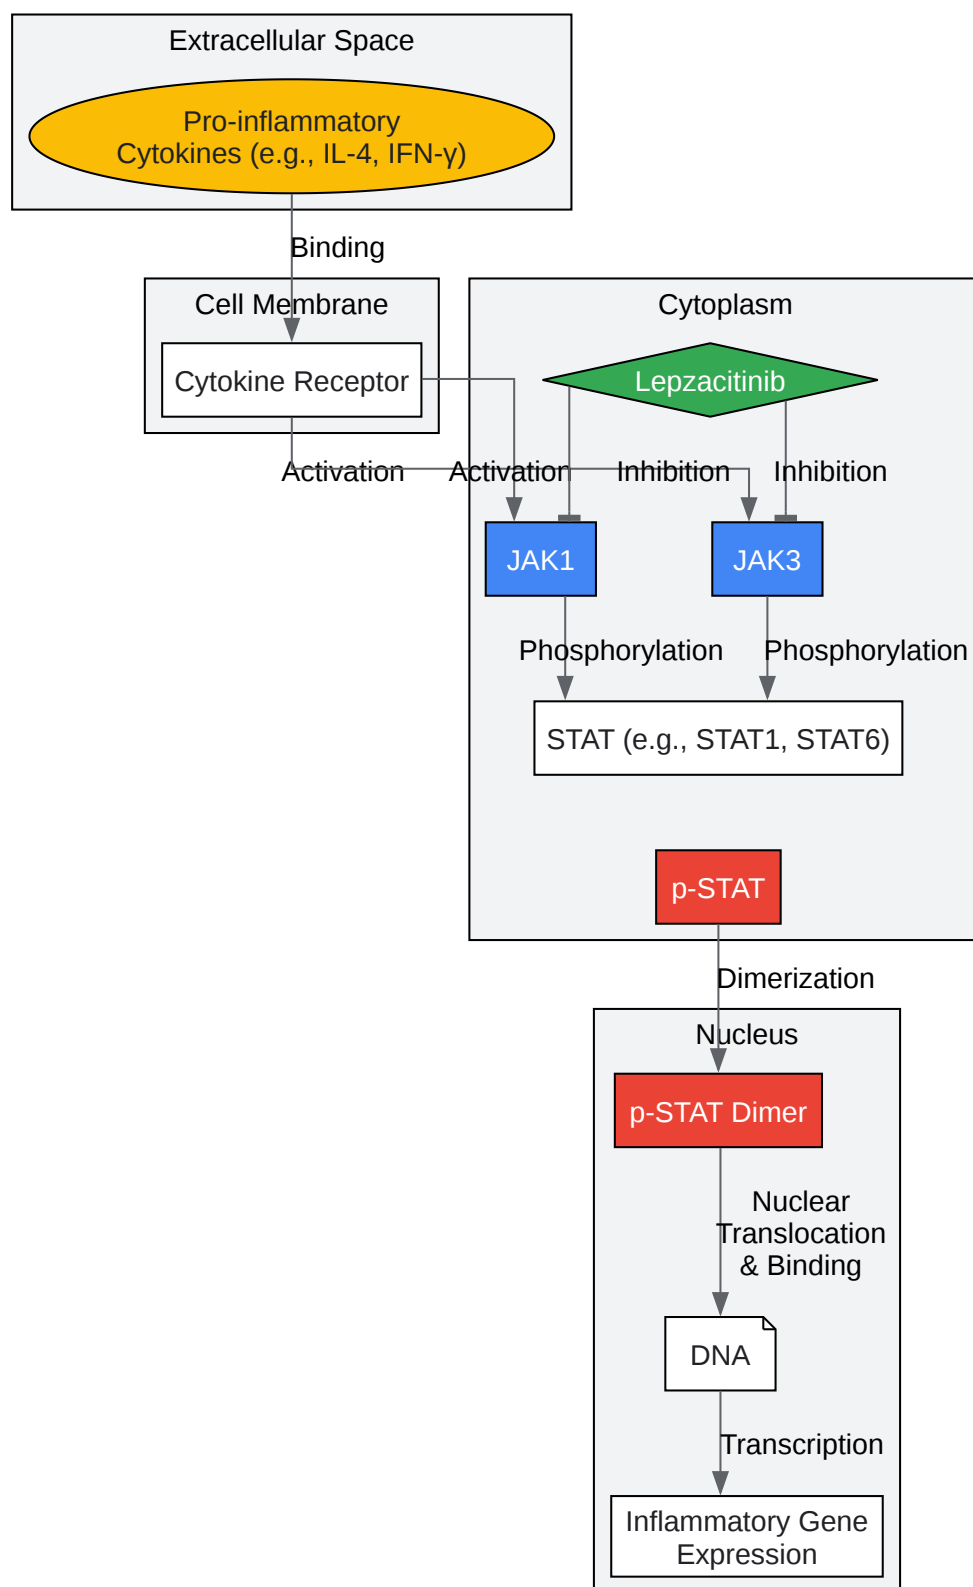 Extracellular Space
Pro-inflammatory
Cytokines (e.g., IL-4, IFN-γ)
Binding
Cell Membrane
Cytoplasm
Cytokine Receptor
Lepzacitinib
Activation
Activation
Inhibition
Inhibition
JAK1
JAK3
Phosphorylation
Phosphorylation
STAT (e.g., STAT1, STAT6)
p-STAT
Dimerization
Nucleus
p-STAT Dimer
Nuclear
Translocation
& Binding
DNA
Transcription
Inflammatory Gene
Expression